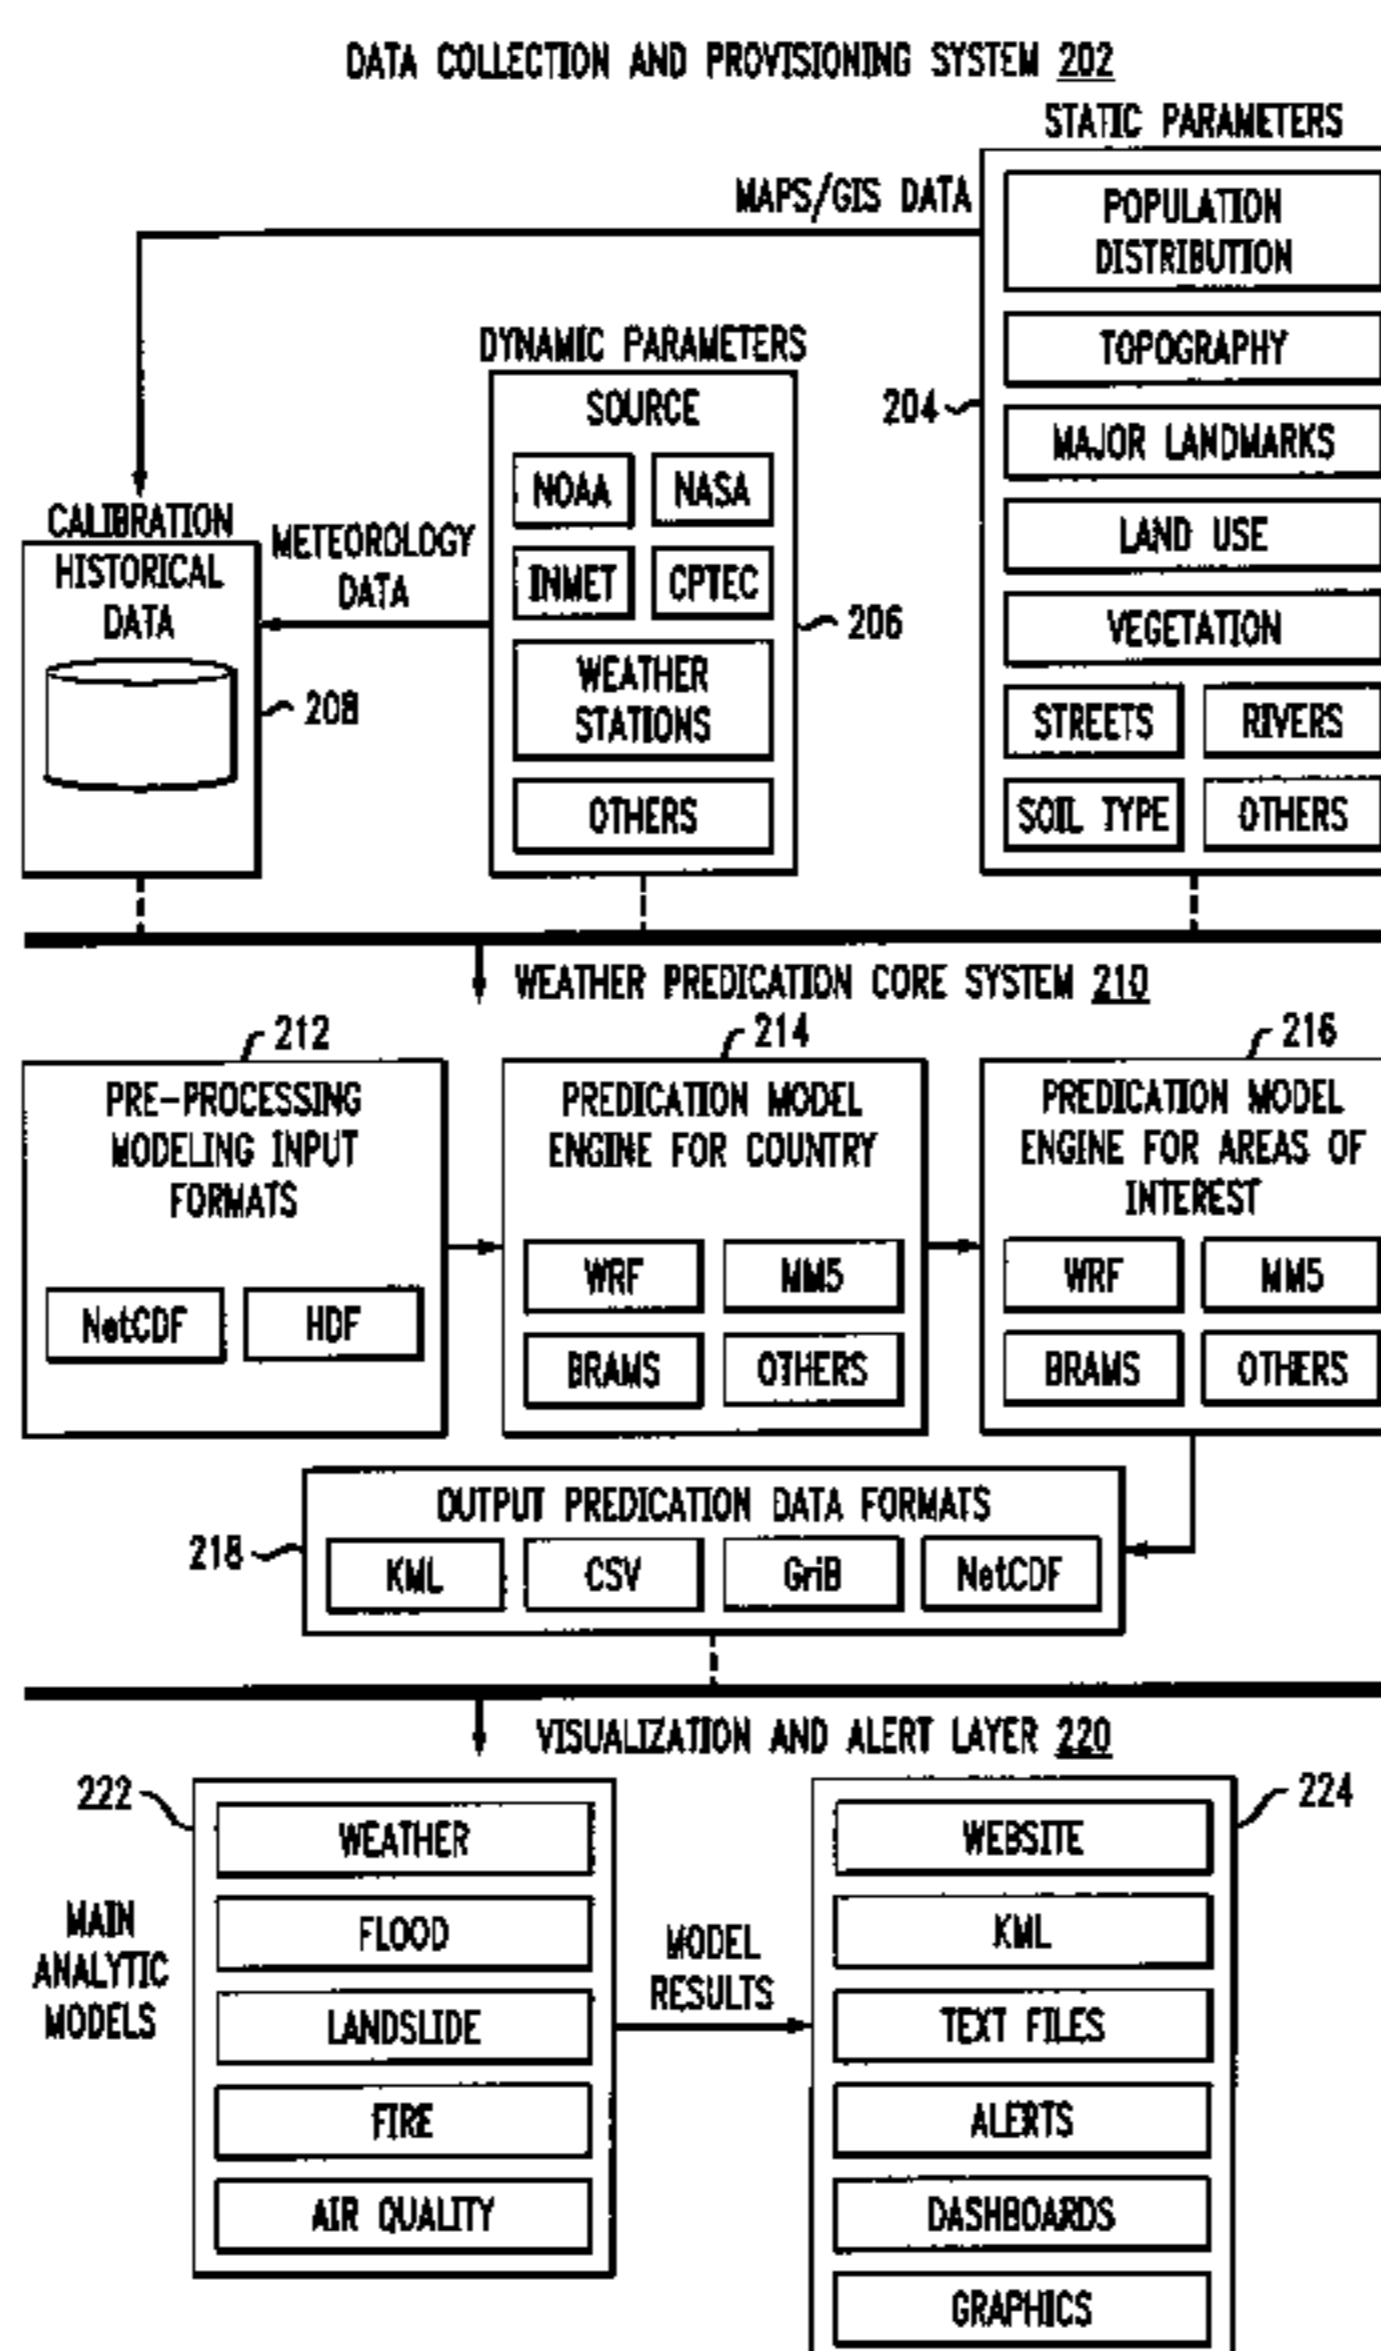 DATA COLLECTION AND PROVISIONING SYSTEM 202
STATIC PARAMETERS
MAPS/GIS DATA
POPULATION
DISTRIBUTION
TOPOGRAPHY
204
MAJOR LANDMARKS
LAND USE
VEGETATION
STREETS
RIVERS
SOIL TYPE
OTHERS
DYNAMIC PARAMETERS
SOURCE
NOAA
NASA
INMET
CPTEC
206
WEATHER
STATIONS
OTHERS
METEOROLOGY
DATA
CALIBRATION
HISTORICAL
DATA
208
WEATHER PREDICATION CORE SYSTEM 210
212
PRE-PROCESSING
MODELING INPUT
FORMATS
NetCDF
HDF
214
PREDICATION MODEL
ENGINE FOR COUNTRY
WRF
MM5
BRAMS
OTHERS
216
PREDICATION MODEL
ENGINE FOR AREAS OF
INTEREST
WRF
MM5
BRAMS
OTHERS
OUTPUT PREDICATION DATA FORMATS
218
KML
CSV
GriB
NetCDF
VISUALIZATION AND ALERT LAYER 220
222
MAIN
ANALYTIC
MODELS
WEATHER
FLOOD
LANDSLIDE
FIRE
AIR QUALITY
MODEL
RESULTS
224
WEBSITE
KML
TEXT FILES
ALERTS
DASHBOARDS
GRAPHICS